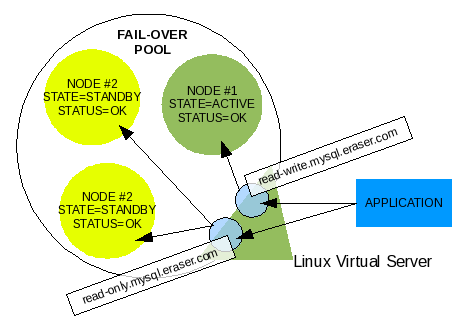 FAIL-OVER
POOL
NODE #2
STATE=STANDBY
STATUS=OK
NODE #1
STATE=ACTIVE
STATUS=OK
read-write.mysql.eraser.com
NODE #2
STATE=STANDBY
STATUS=OK
APPLICATION
Linux Virtual Server
read-only.mysql.eraser.com